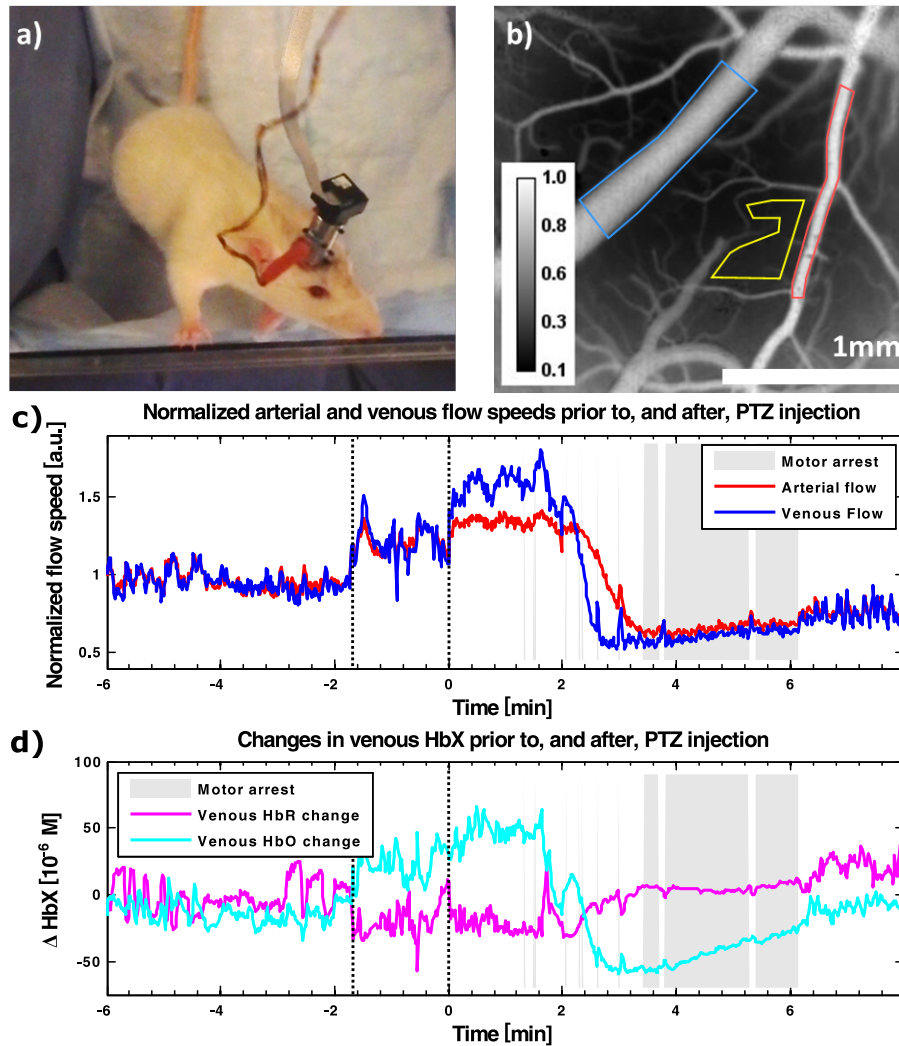 a)
b)
1.0
0.8
0.6
0.3
0.1
1mm
c)
Normalized arterial and venous flow speeds prior to, and after, PTZ injection
Normalized flow speed [a.u.]
1.5
1
0.5
Motor arrest
Arterial flow
Venous Flow
-6 -4 -2 0 2 4 6
Time [min]
d)
Changes in venous HbX prior to, and after, PTZ injection
Δ HbX [10⁻⁶ M]
100
50
0
-50
Motor arrest
Venous HbR change
Venous HbO change
-6 -4 -2 0 2 4 6
Time [min]